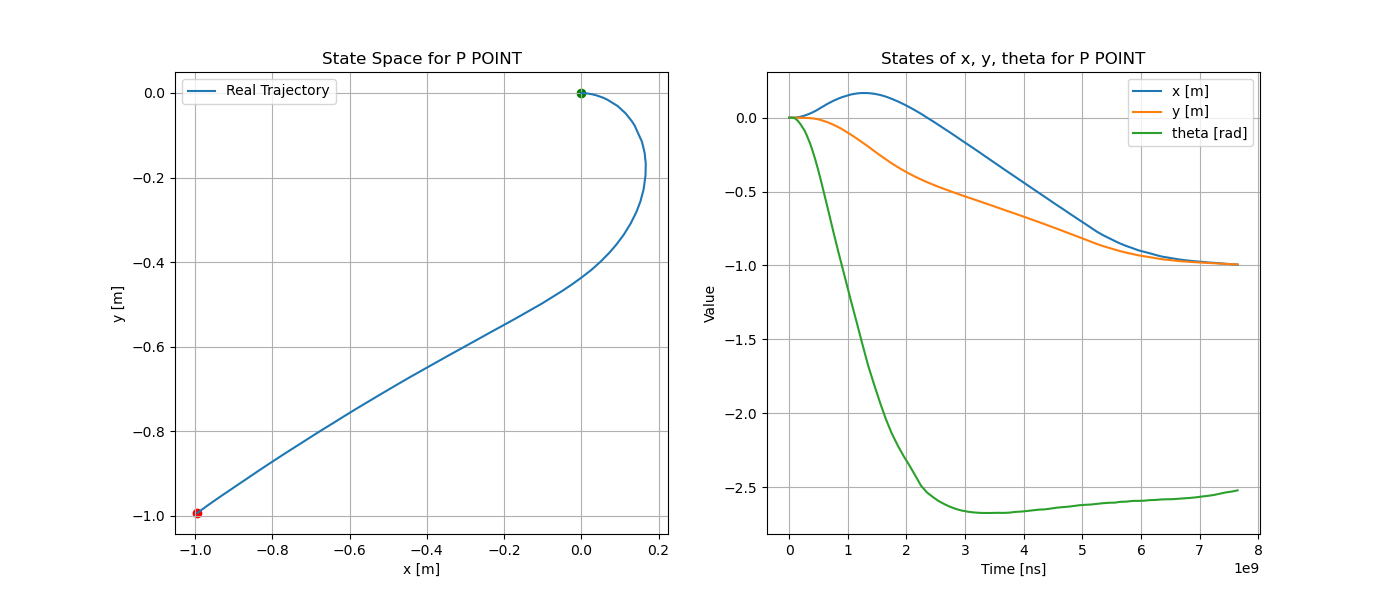 State Space for P POINT
Real Trajectory
0.0
−0.2
−0.4
−0.6
−0.8
−1.0
y [m]
−1.0 −0.8 −0.6 −0.4 −0.2 0.0 0.2
x [m]
States of x, y, theta for P POINT
x [m]
y [m]
theta [rad]
0.0
−0.5
−1.0
−1.5
−2.0
−2.5
Value
0 1 2 3 4 5 6 7 8
1e9
Time [ns]